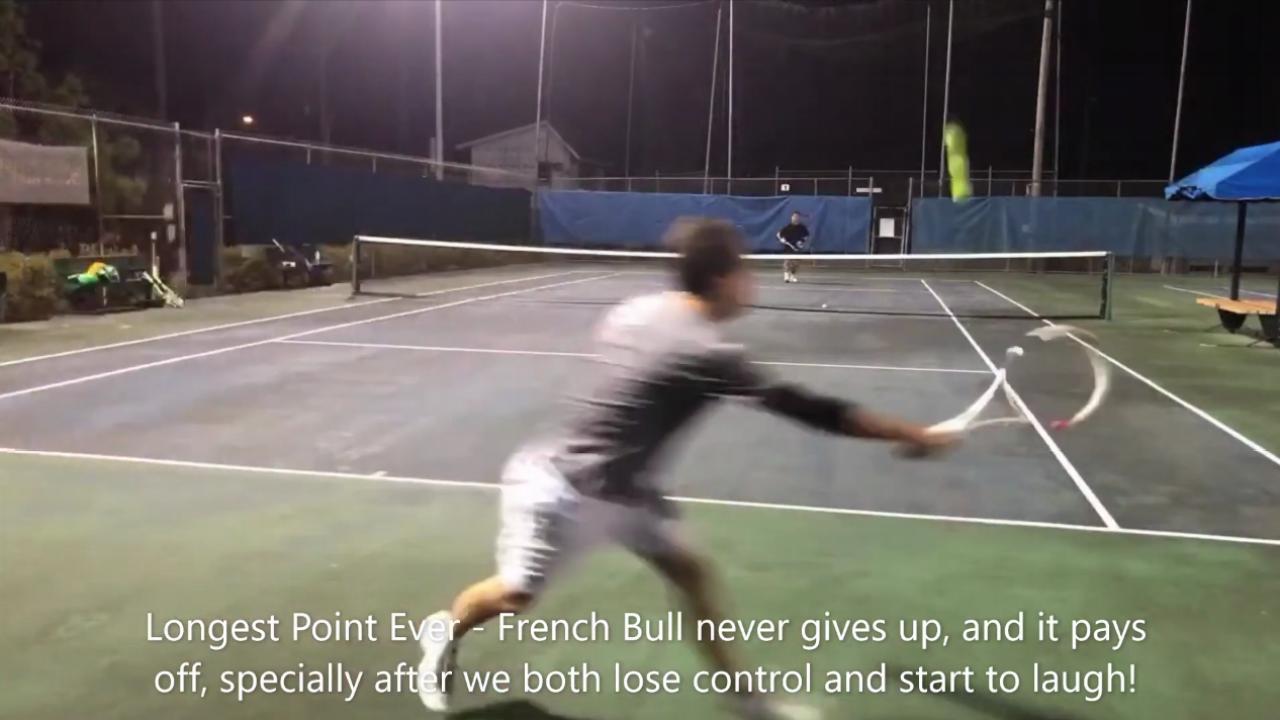 Longest Point Ever - French Bull never gives up, and it pays
off, specially after we both lose control and start to laugh!